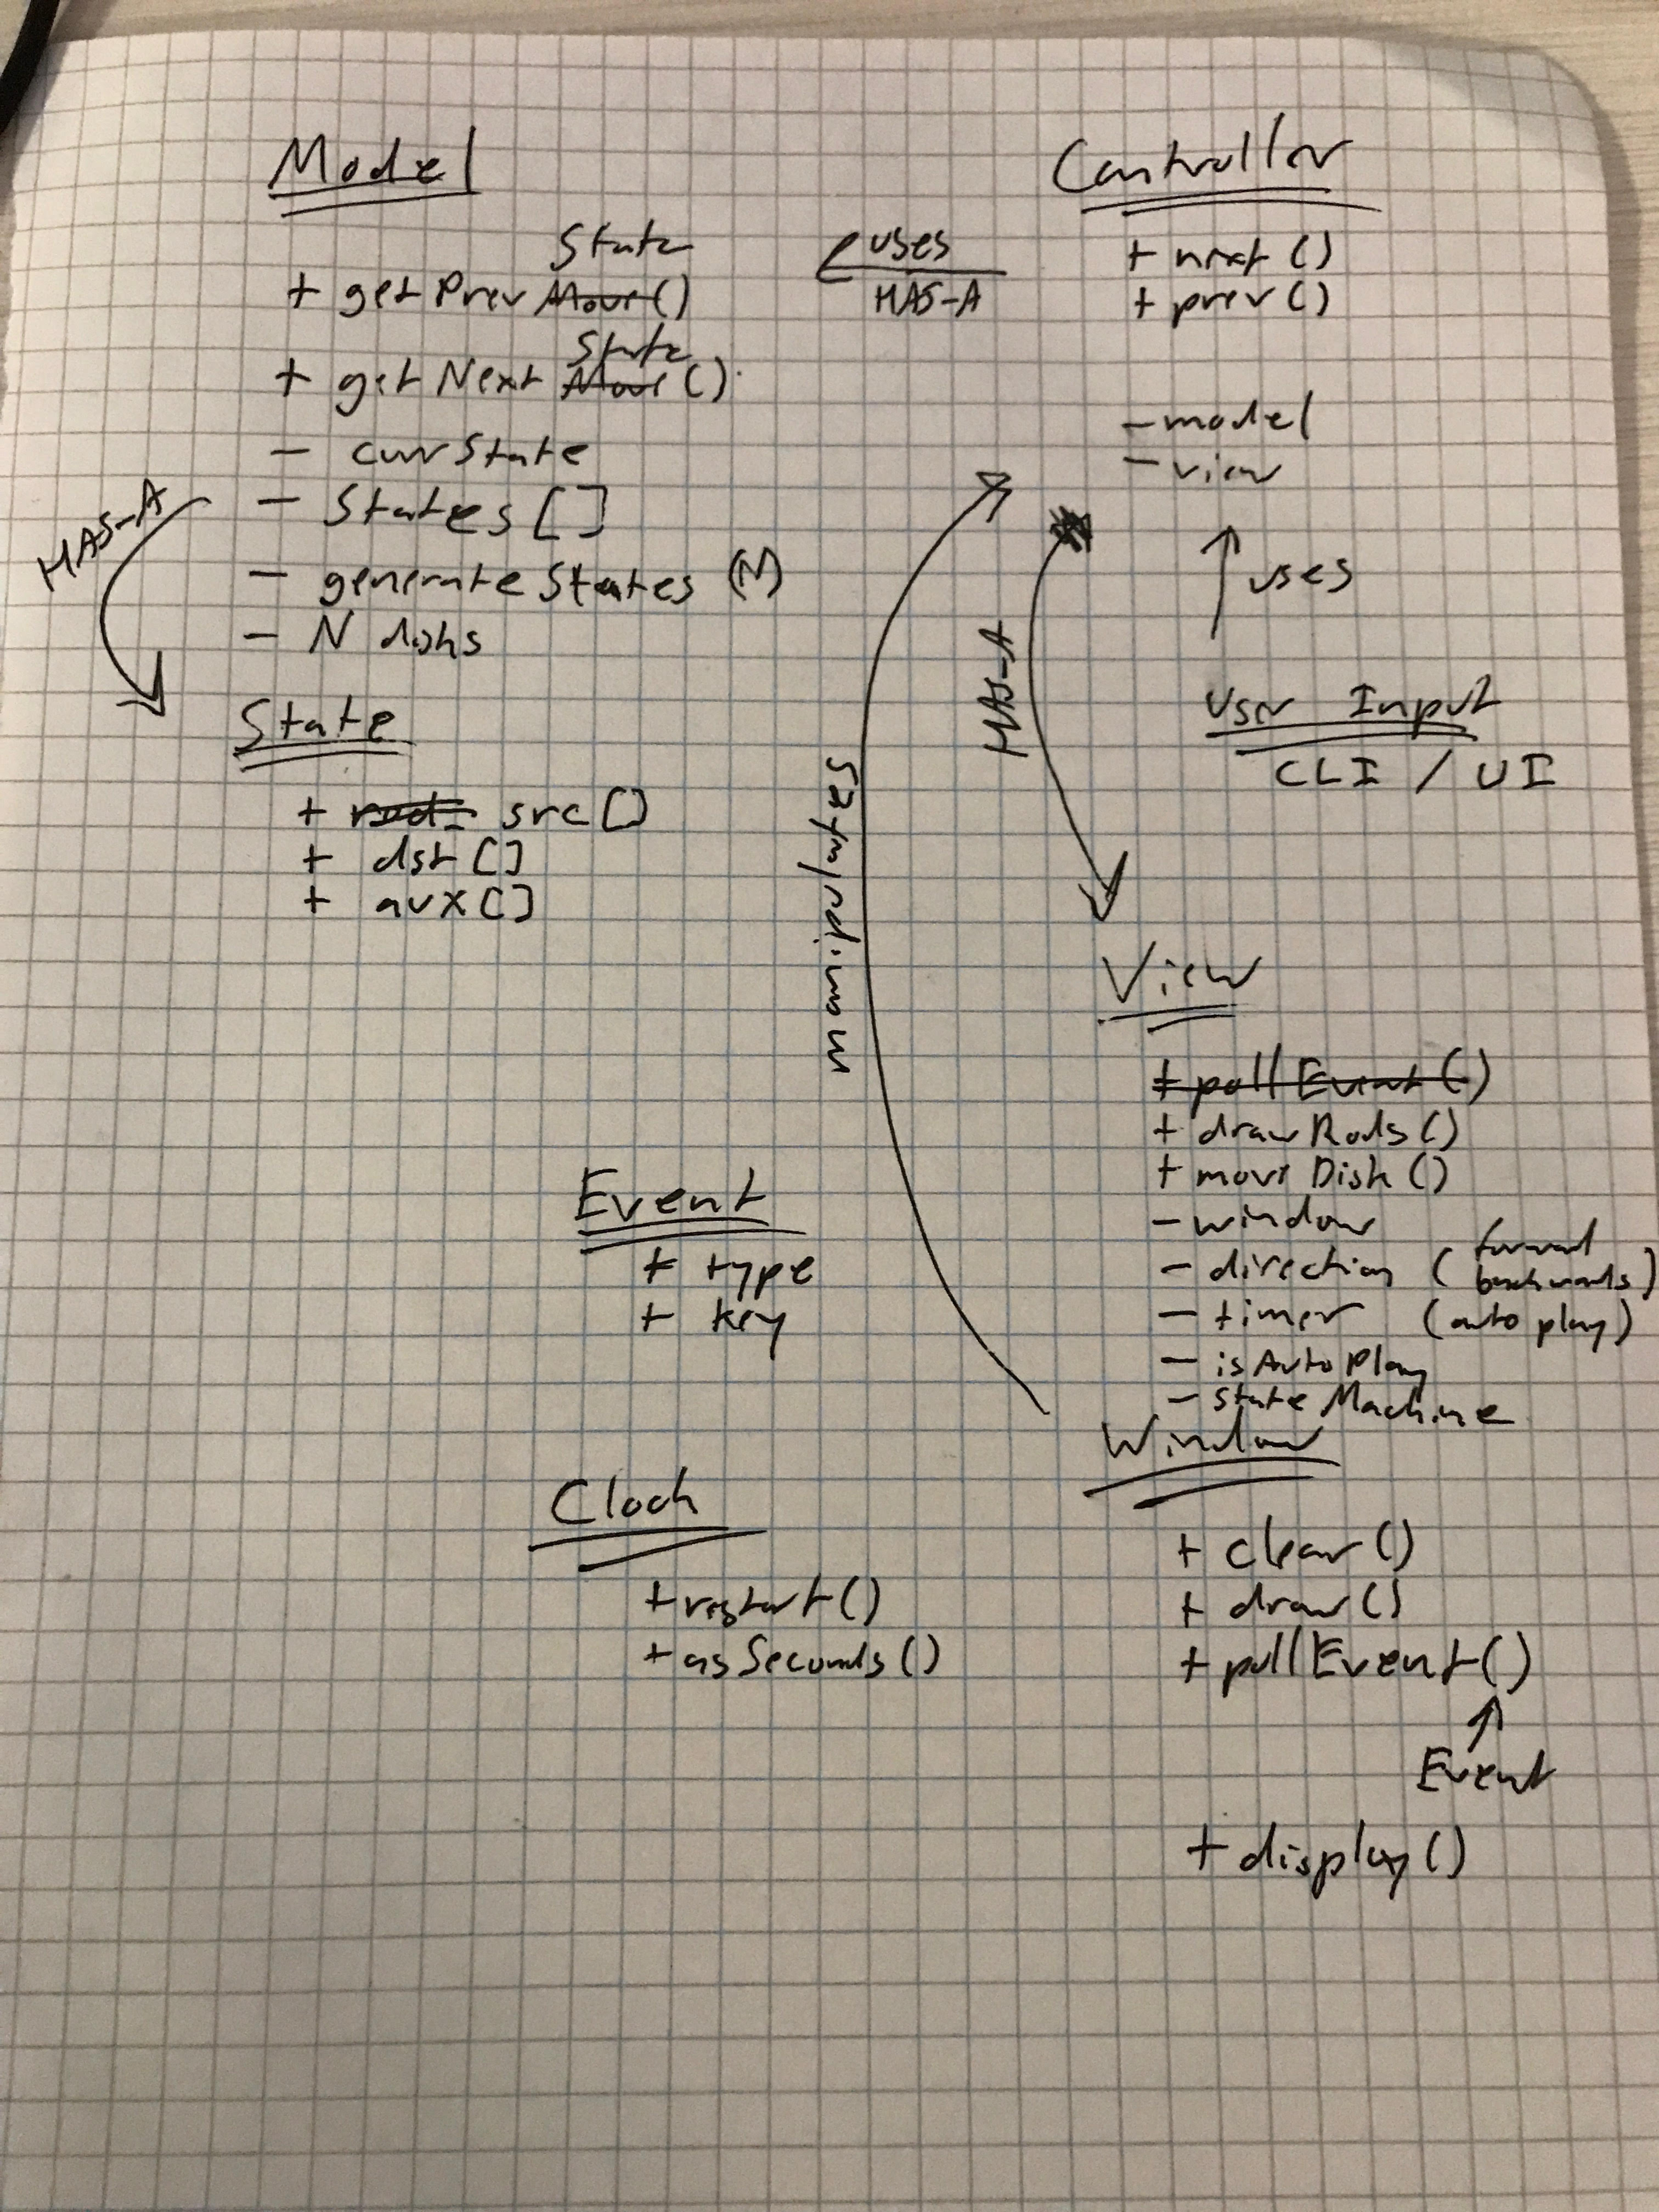 Model
State
+ getPrev Move()
State
+ getNext Move()
- currState
- States []
- generateStates (N)
- N disks
HAS-A
State
+ src []
+ dst []
+ aux []
uses
HAS-A
Controller
+ next ()
+ prev ()
- model
- view
uses
User Input
CLI / UI
HAS-A
manipulates
View
+ pollEvent ()
+ drawRods ()
+ moveDisk ()
- window
- direction (forward
backwards)
- timer (auto play)
- isAutoPlay
- stateMachine
Event
+ type
+ key
Clock
+ restart ()
+ asSeconds ()
Window
+ clear ()
+ draw ()
+ pollEvent ()
Event
+ display ()